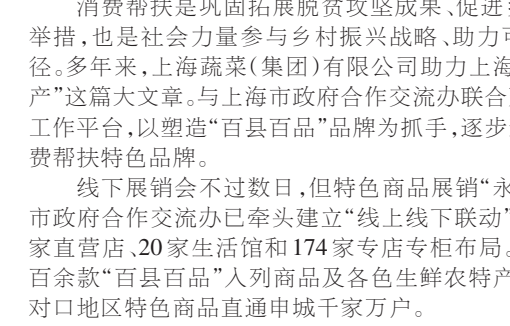 消费帮扶是巩固拓展脱贫攻坚成果、促进
举措，也是社会力量参与乡村振兴战略、助力
径。多年来，上海蔬菜（集团）有限公司助力上海
产”这篇大文章。与上海市政府合作交流办联合
工作平台，以塑造“百县百品”品牌为抓手，逐步
费帮扶特色品牌。
线下展销会不过数日，但特色商品展销“永
市政府合作交流办已牵头建立“线上线下联动”
家直营店、20家生活馆和174家专店专柜布局。
百余款“百县百品”入列商品及各色生鲜农特产
对口地区特色商品直通申城千家万户。